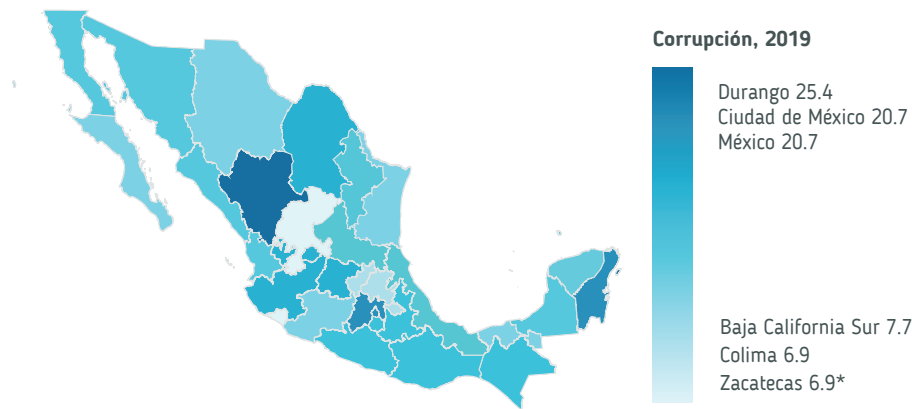 Corrupción, 2019
Durango 25.4
Ciudad de México 20.7
México 20.7
Baja California Sur 7.7
Colima 6.9
Zacatecas 6.9*